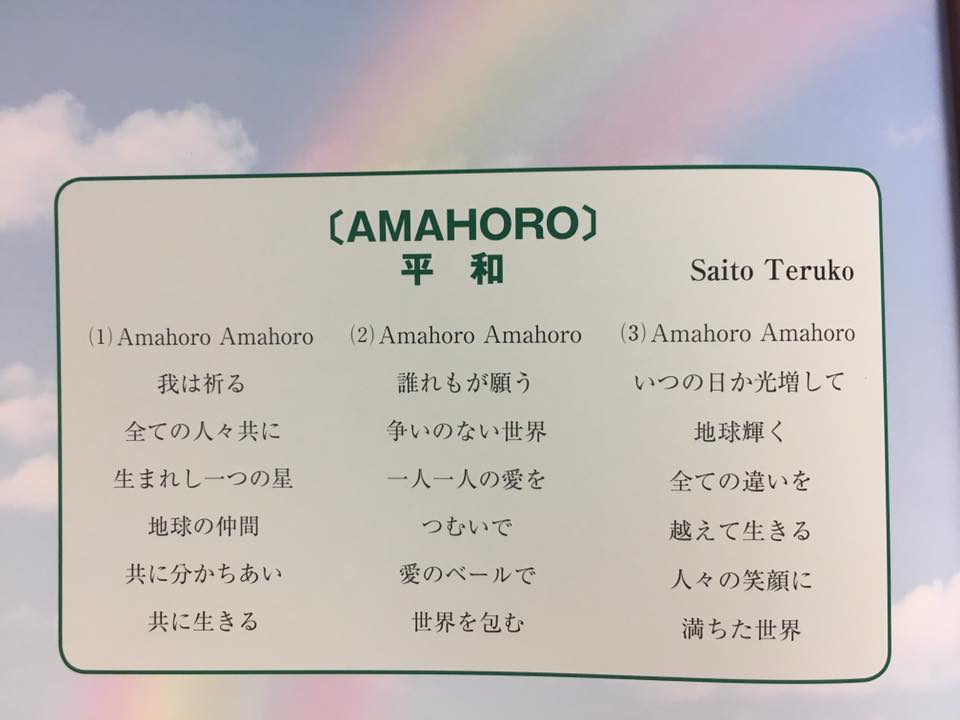 〔AMAHORO〕
平 和
Saito Teruko
(1)Amahoro Amahoro
我は祈る
全ての人々共に
生まれし一つの星
地球の仲間
共に分かちあい
共に生きる
(2)Amahoro Amahoro
誰れもが願う
争いのない世界
一人一人の愛を
つむいで
愛のベールで
世界を包む
(3)Amahoro Amahoro
いつの日か光増して
地球輝く
全ての違いを
越えて生きる
人々の笑顔に
満ちた世界